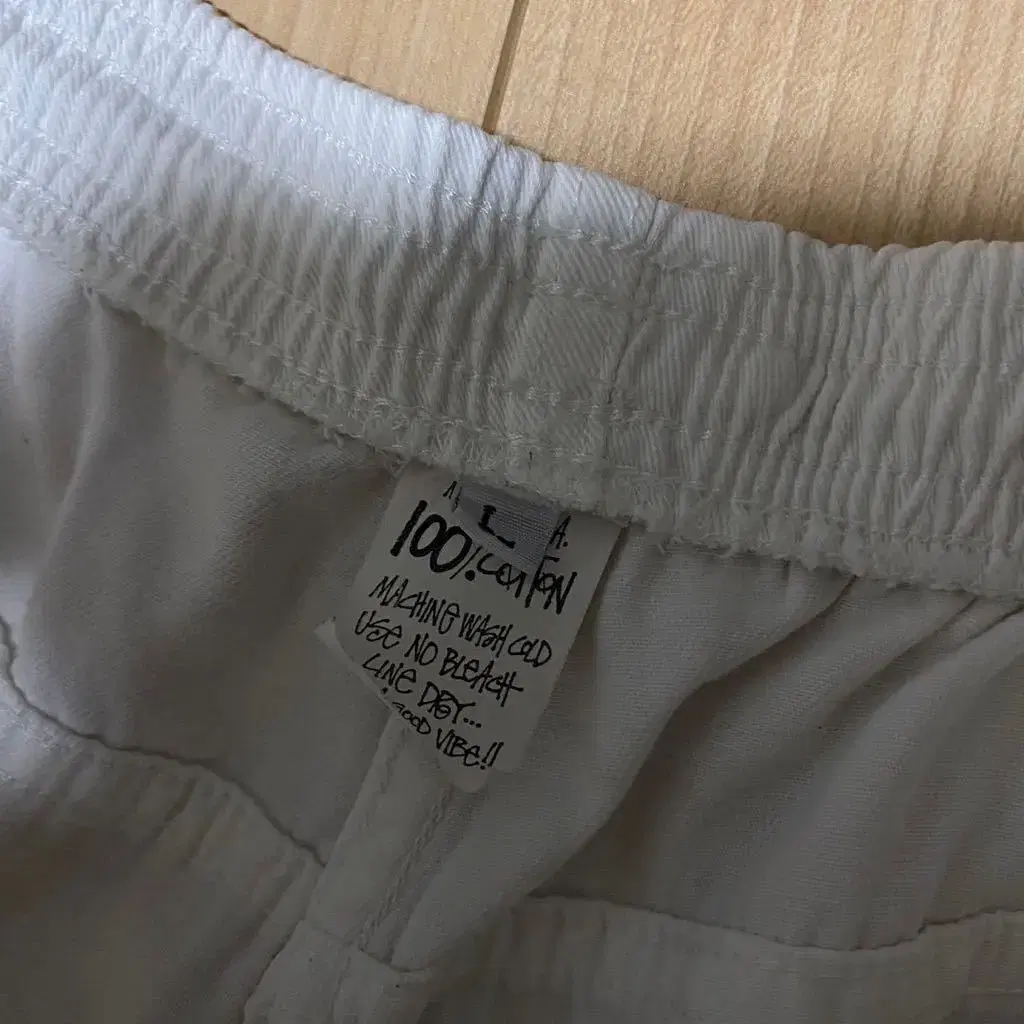 L
A.
100% COTTON
MACHINE WASH COLD
USE NO BLEACH
LINE DRY...
GOOD VIBE!!